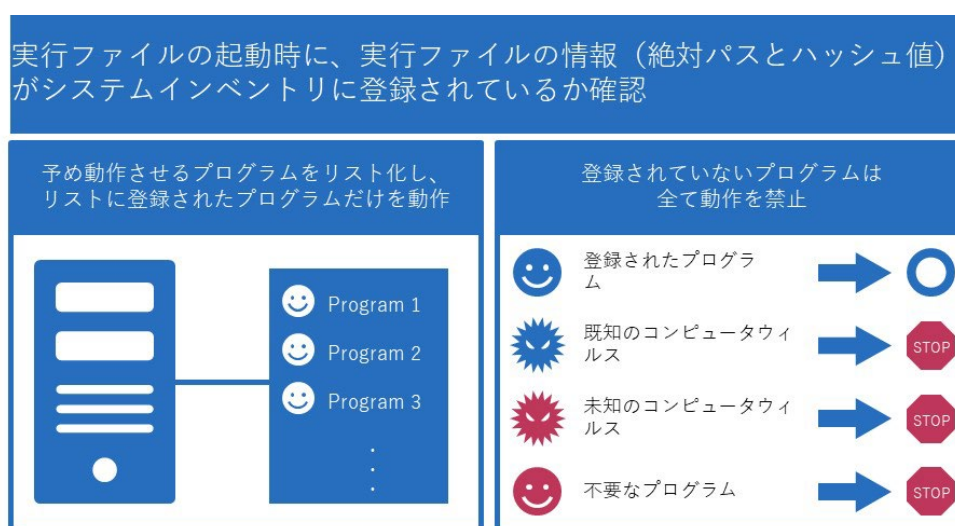 実行ファイルの起動時に、実行ファイルの情報（絶対パスとハッシュ値）
がシステムインベントリに登録されているか確認
予め動作させるプログラムをリスト化し、
リストに登録されたプログラムだけを動作
Program 1
Program 2
Program 3
.
.
.
登録されていないプログラムは
全て動作を禁止
登録されたプログラ
ム
既知のコンピュータウィ
ルス
STOP
未知のコンピュータウィ
ルス
STOP
不要なプログラム
STOP